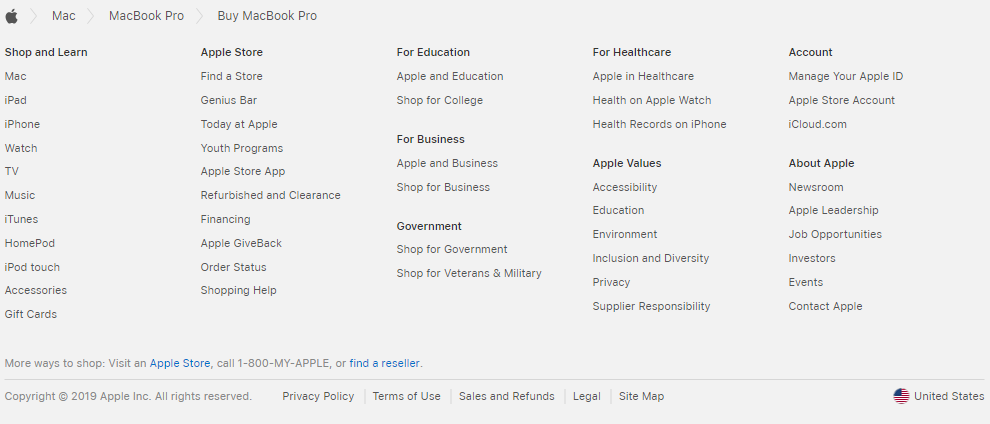 Mac MacBook Pro Buy MacBook Pro
Shop and Learn
Mac
iPad
iPhone
Watch
TV
Music
iTunes
HomePod
iPod touch
Accessories
Gift Cards
Apple Store
Find a Store
Genius Bar
Today at Apple
Youth Programs
Apple Store App
Refurbished and Clearance
Financing
Apple GiveBack
Order Status
Shopping Help
For Education
Apple and Education
Shop for College
For Business
Apple and Business
Shop for Business
Government
Shop for Government
Shop for Veterans & Military
For Healthcare
Apple in Healthcare
Health on Apple Watch
Health Records on iPhone
Apple Values
Accessibility
Education
Environment
Inclusion and Diversity
Privacy
Supplier Responsibility
Account
Manage Your Apple ID
Apple Store Account
iCloud.com
About Apple
Newsroom
Apple Leadership
Job Opportunities
Investors
Events
Contact Apple
More ways to shop: Visit an Apple Store, call 1-800-MY-APPLE, or find a reseller.
Copyright © 2019 Apple Inc. All rights reserved. Privacy Policy Terms of Use Sales and Refunds Legal Site Map United States